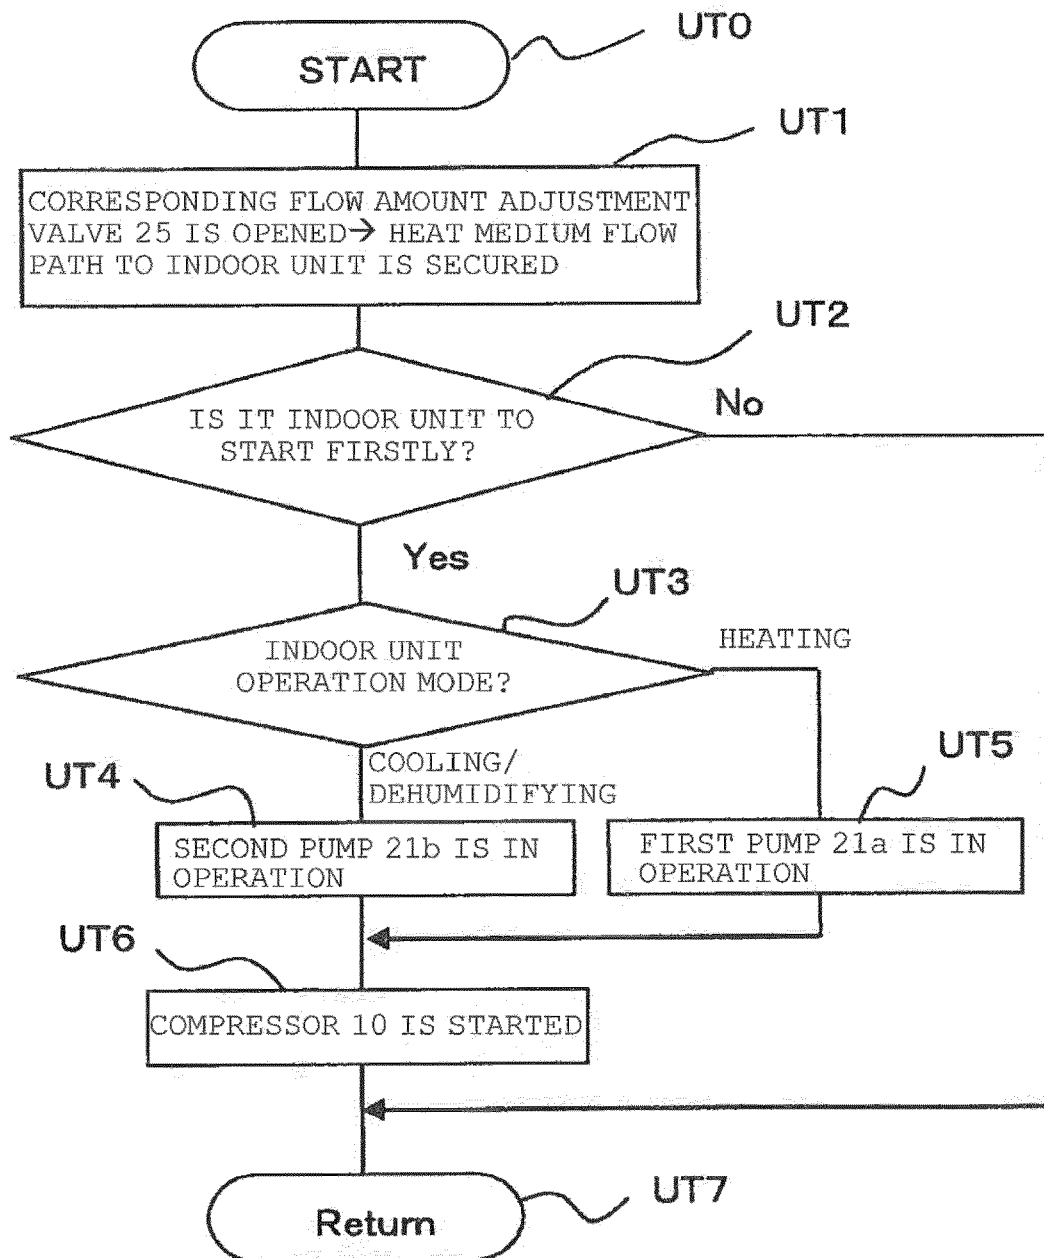 UT0
START
UT1
CORRESPONDING FLOW AMOUNT ADJUSTMENT
VALVE 25 IS OPENED→ HEAT MEDIUM FLOW
PATH TO INDOOR UNIT IS SECURED
UT2
IS IT INDOOR UNIT TO
START FIRSTLY?
No
Yes
UT3
INDOOR UNIT
OPERATION MODE?
HEATING
COOLING/
DEHUMIDIFYING
UT4
SECOND PUMP 21b IS IN
OPERATION
UT5
FIRST PUMP 21a IS IN
OPERATION
UT6
COMPRESSOR 10 IS STARTED
UT7
Return